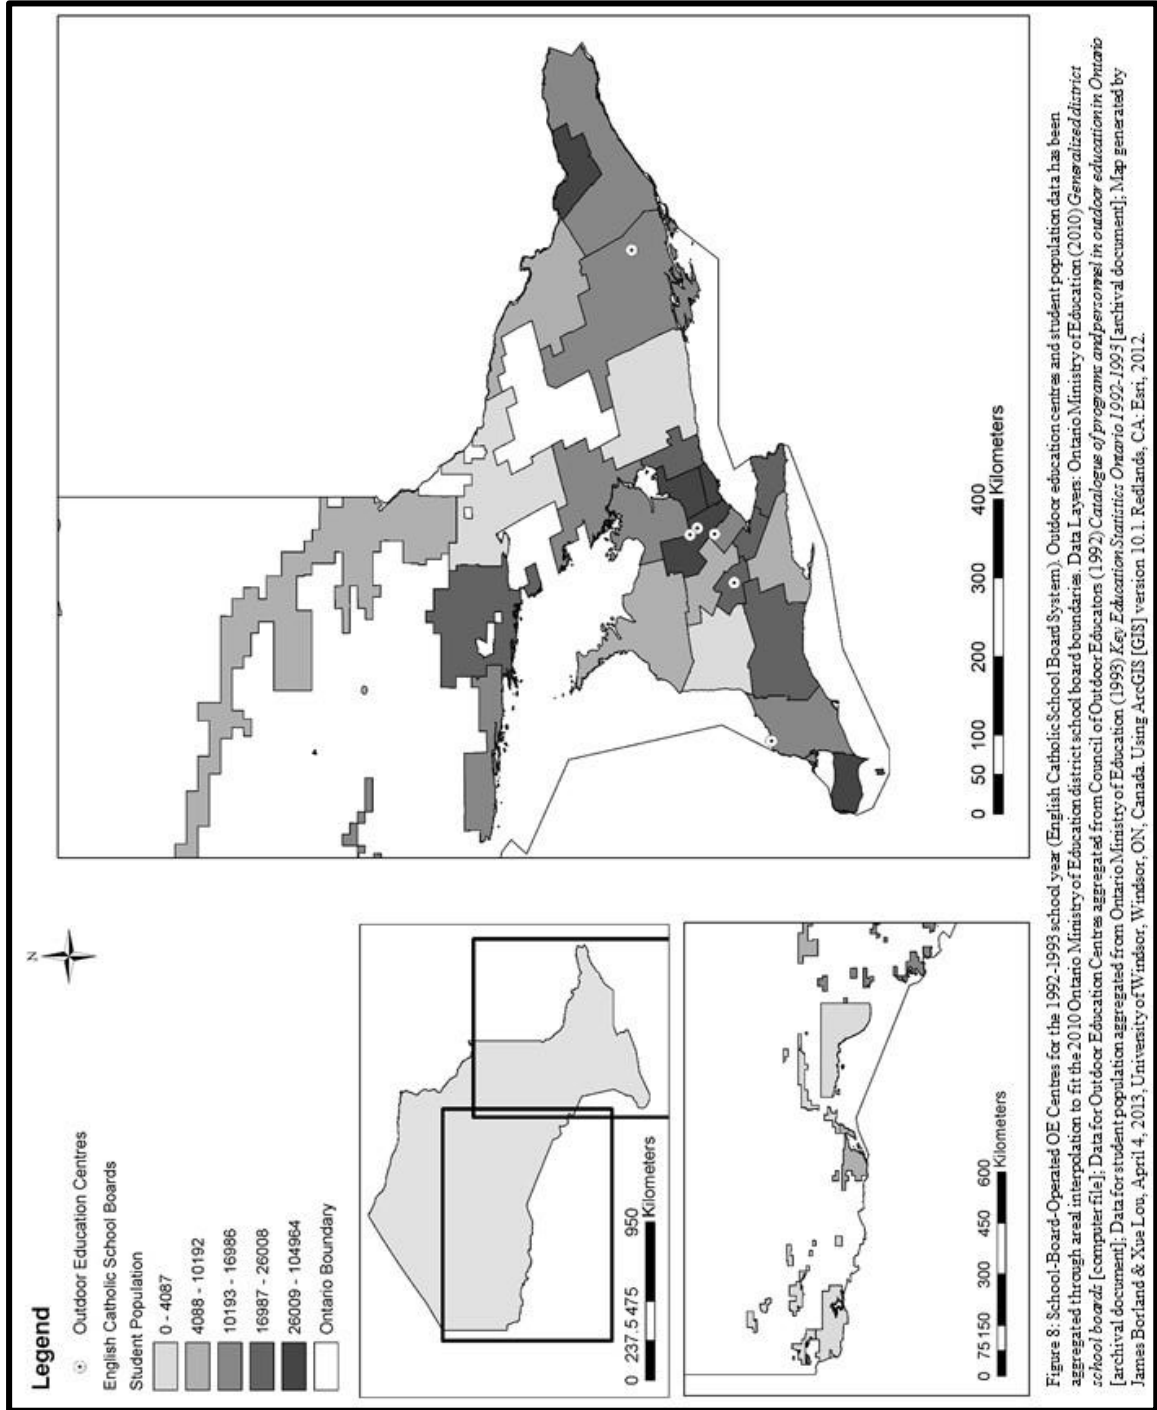 Legend
Outdoor Education Centres
English Catholic School Boards
Student Population
0 - 4087
4088 - 10192
10193 - 16986
16987 - 26008
26009 - 104964
Ontario Boundary
N
0 237.5 475 950
Kilometers
0 75 150 300 450 600
Kilometers
0 50 100 200 300 400
Kilometers
Figure 8: School-Board-Operated OE Centres for the 1992-1993 school year (English Catholic School Board System). Outdoor education centres and student population data has been
aggregated through areal interpolation to fit the 2010 Ontario Ministry of Education district school board boundaries. Data Layers: Ontario Ministry of Education (2010) Generalized district
school boards [computer file]; Data for Outdoor Education Centres aggregated from Council of Outdoor Educators (1992) Catalogue of programs and personnel in outdoor education in Ontario
[archival document]; Data for student population aggregated from Ontario Ministry of Education (1993) Key Education Statistics Ontario 1992-1993 [archival document]; Map generated by
James Borland & Xue Lou, April 4, 2013, University of Windsor, Windsor, ON, Canada. Using ArcGIS [GIS] version 10.1. Redlands, CA: Esri, 2012.